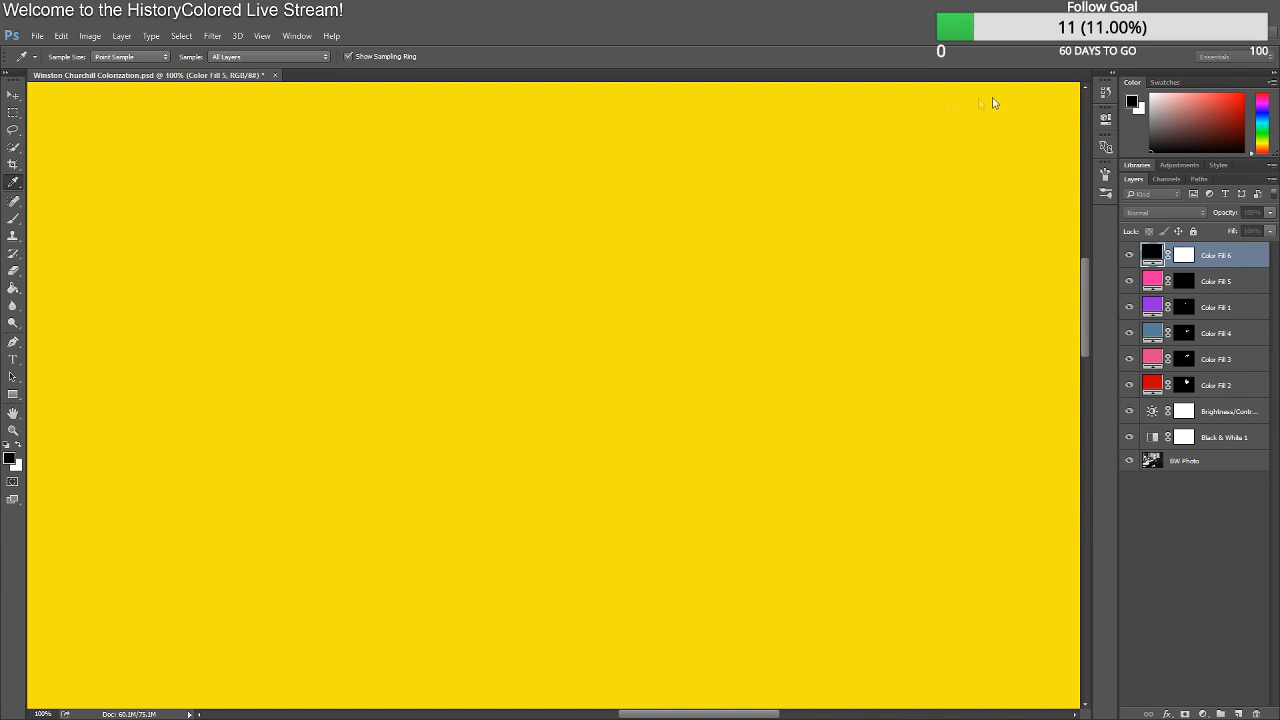 Welcome to the HistoryColored Live Stream!
Follow Goal
11 (11.00%)
0 60 DAYS TO GO 100
Ps File Edit Image Layer Type Select Filter 3D View Window Help
Sample Size: Point Sample Sample: All Layers Show Sampling Ring Essentials
Winston Churchill Colorization.psd @ 100% (Color Fill 5, RGB/8#) * ×
Color Swatches
Libraries Adjustments Styles
Layers Channels Paths
Kind
Normal Opacity: 100%
Lock: Fill: 100%
Color Fill 6
Color Fill 5
Color Fill 1
Color Fill 4
Color Fill 3
Color Fill 2
Brightness/Contr...
Black & White 1
BW Photo
100% Doc: 60.1M/75.1M